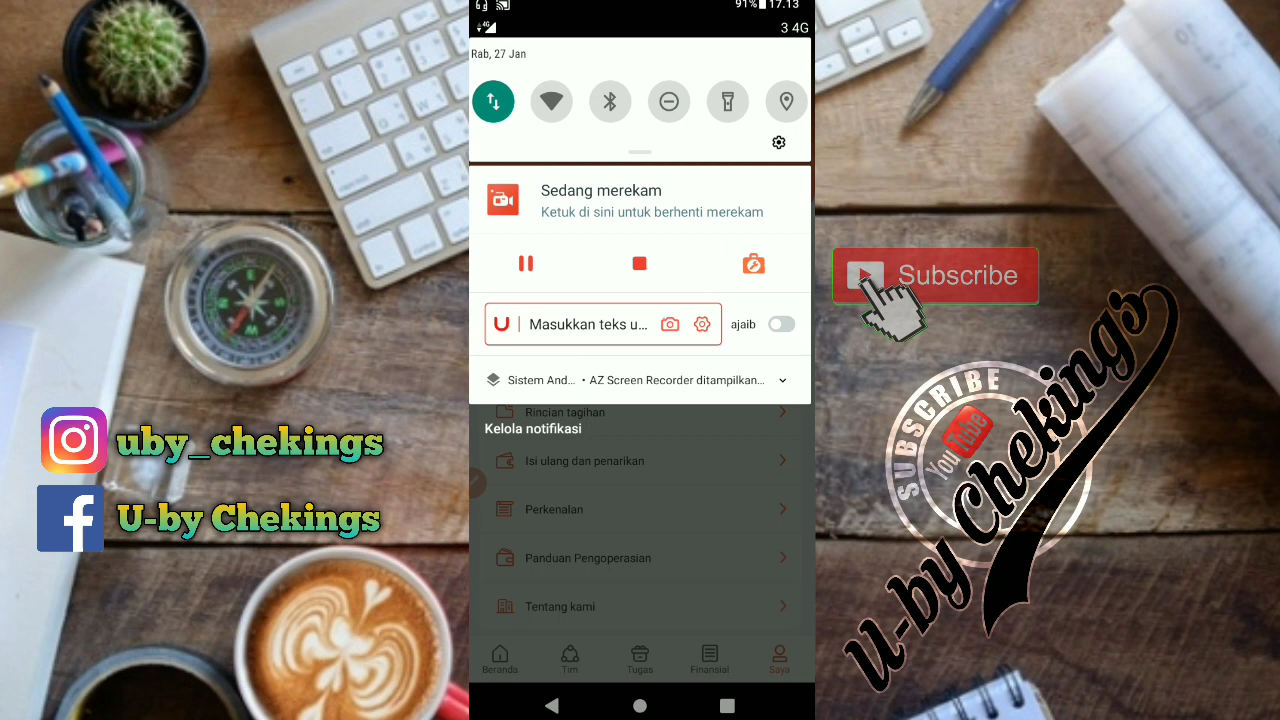 91% 17.13
4G
3 4G
Rab, 27 Jan
Sedang merekam
Ketuk di sini untuk berhenti merekam
U | Masukkan teks u...
ajaib
Sistem And... • AZ Screen Recorder ditampilkan...
Rincian tagihan
Kelola notifikasi
Isi ulang dan penarikan
Perkenalan
Panduan Pengoperasian
Tentang kami
Beranda
Tim
Tugas
Finansial
Saya
uby_chekings
U-by Chekings
Subscribe
SUBSCRIBE
YouTube
U-by Cheking's